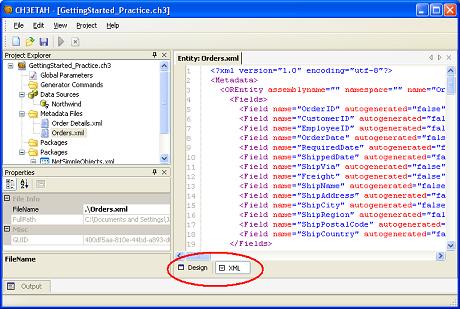 CH3ETAH - [GettingStarted_Practice.ch3]
File Edit View Project Help
Project Explorer
GettingStarted_Practice.ch3
Global Parameters
Generator Commands
Data Sources
Northwind
Metadata Files
Order Details.xml
Orders.xml
Packages
Packages
NetSimpleObjects.xml
Properties
File Info
FileName .\Orders.xml
FullPath C:\Documents and Settings\
Misc
GUID
FileName
Output
Entity: Orders.xml
1 <?xml version="1.0" encoding="utf-8"?>
2 <Metadata>
3 <OREntity assemblyname="" namespace="" name="Or
4 <Fields>
5 <Field name="OrderID" autogenerated="false"
6 <Field name="CustomerID" autogenerated="fal
7 <Field name="EmployeeID" autogenerated="fal
8 <Field name="OrderDate" autogenerated="fals
9 <Field name="RequiredDate" autogenerated="f
10 <Field name="ShippedDate" autogenerated="fa
11 <Field name="ShipVia" autogenerated="false"
12 <Field name="Freight" autogenerated="false"
13 <Field name="ShipName" autogenerated="false
14 <Field name="ShipAddress" autogenerated="fa
15 <Field name="ShipCity" autogenerated="false
16 <Field name="ShipRegion" autogenerated="fal
17 <Field name="ShipPostalCode" autogenerated=
18 <Field name="ShipCountry" autogenerated="fa
19 </Fields>
Design XML